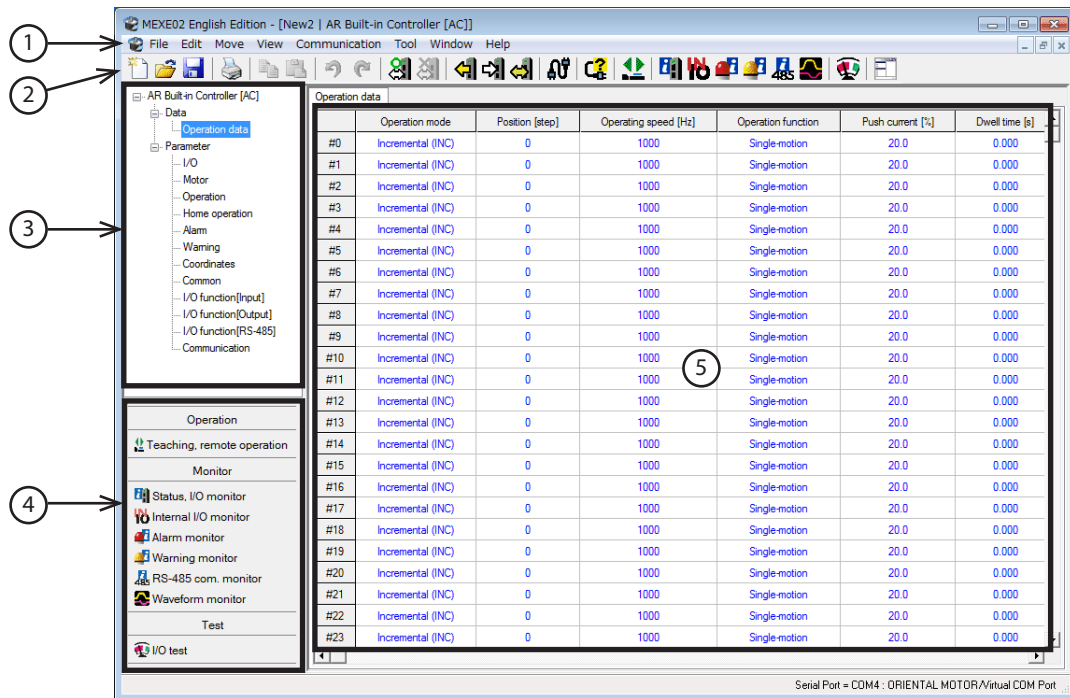 MEXE02 English Edition - [New2 | AR Built-in Controller [AC]]
1
File Edit Move View Communication Tool Window Help
2
AR Built-in Controller [AC]
Data
Operation data
Parameter
I/O
Motor
Operation
Home operation
Alarm
Warning
Coordinates
Common
I/O function[Input]
I/O function[Output]
I/O function[RS-485]
Communication
3
Operation
Teaching, remote operation
Monitor
Status, I/O monitor
Internal I/O monitor
Alarm monitor
Warning monitor
RS-485 com. monitor
Waveform monitor
Test
I/O test
4
Operation data
Operation mode Position [step] Operating speed [Hz] Operation function Push current [%] Dwell time [s]
#0 Incremental (INC) 0 1000 Single-motion 20.0 0.000
#1 Incremental (INC) 0 1000 Single-motion 20.0 0.000
#2 Incremental (INC) 0 1000 Single-motion 20.0 0.000
#3 Incremental (INC) 0 1000 Single-motion 20.0 0.000
#4 Incremental (INC) 0 1000 Single-motion 20.0 0.000
#5 Incremental (INC) 0 1000 Single-motion 20.0 0.000
#6 Incremental (INC) 0 1000 Single-motion 20.0 0.000
#7 Incremental (INC) 0 1000 Single-motion 20.0 0.000
#8 Incremental (INC) 0 1000 Single-motion 20.0 0.000
#9 Incremental (INC) 0 1000 Single-motion 20.0 0.000
#10 Incremental (INC) 0 1000 Single-motion 20.0 0.000
5
#11 Incremental (INC) 0 1000 Single-motion 20.0 0.000
#12 Incremental (INC) 0 1000 Single-motion 20.0 0.000
#13 Incremental (INC) 0 1000 Single-motion 20.0 0.000
#14 Incremental (INC) 0 1000 Single-motion 20.0 0.000
#15 Incremental (INC) 0 1000 Single-motion 20.0 0.000
#16 Incremental (INC) 0 1000 Single-motion 20.0 0.000
#17 Incremental (INC) 0 1000 Single-motion 20.0 0.000
#18 Incremental (INC) 0 1000 Single-motion 20.0 0.000
#19 Incremental (INC) 0 1000 Single-motion 20.0 0.000
#20 Incremental (INC) 0 1000 Single-motion 20.0 0.000
#21 Incremental (INC) 0 1000 Single-motion 20.0 0.000
#22 Incremental (INC) 0 1000 Single-motion 20.0 0.000
#23 Incremental (INC) 0 1000 Single-motion 20.0 0.000
Serial Port = COM4 : ORIENTAL MOTOR/Virtual COM Port